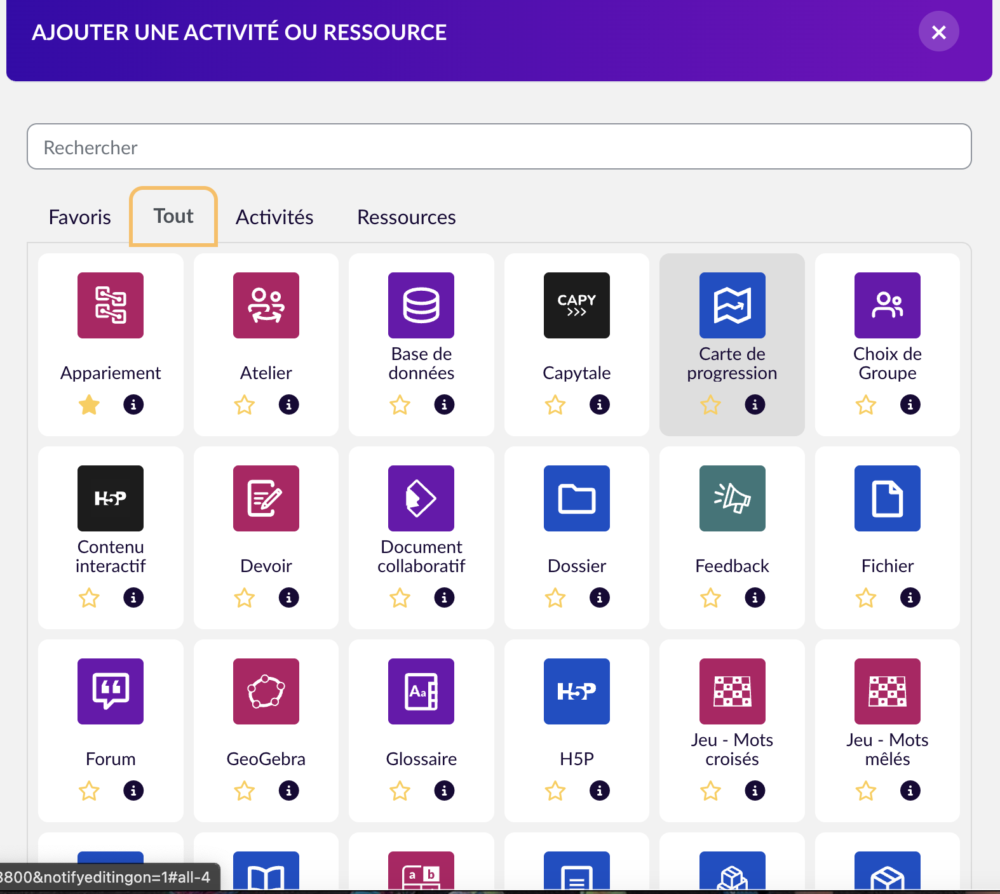 AJOUTER UNE ACTIVITÉ OU RESSOURCE
Rechercher
Favoris
Tout
Activités
Ressources
CAPY
>>>
Appariement
Atelier
Base de
données
Capytale
Carte de
progression
Choix de
Groupe
H5P
Contenu
interactif
Devoir
Document
collaboratif
Dossier
Feedback
Fichier
Aa
H5P
Forum
GeoGebra
Glossaire
H5P
Jeu - Mots
croisés
Jeu - Mots
mêlés
a b
3800&notifyeditingon=1#all-4